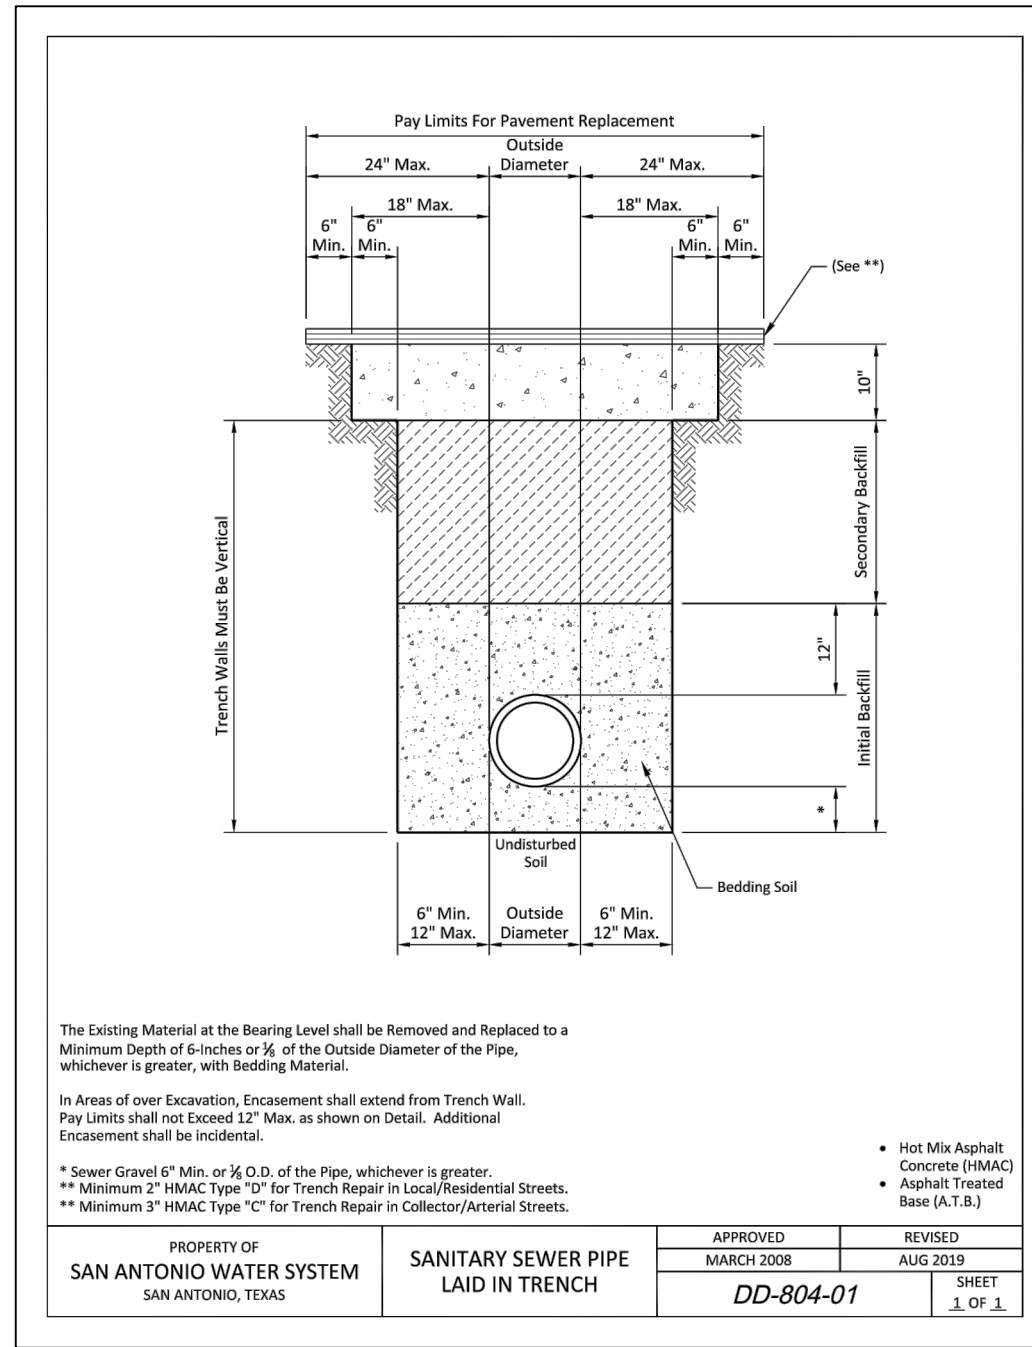 Pay Limits For Pavement Replacement
Outside
24" Max.
Diameter
24" Max.
18" Max.
18" Max.
6"
Min.
6"
Min.
6"
Min.
6"
Min.
(See **)
10"
Secondary Backfill
Trench Walls Must Be Vertical
12"
Initial Backfill
*
Undisturbed
Soil
Bedding Soil
6" Min.
12" Max.
Outside
Diameter
6" Min.
12" Max.
The Existing Material at the Bearing Level shall be Removed and Replaced to a
Minimum Depth of 6-Inches or ⅛ of the Outside Diameter of the Pipe,
whichever is greater, with Bedding Material.
In Areas of over Excavation, Encasement shall extend from Trench Wall.
Pay Limits shall not Exceed 12" Max. as shown on Detail. Additional
Encasement shall be incidental.
* Sewer Gravel 6" Min. or ⅛ O.D. of the Pipe, whichever is greater.
** Minimum 2" HMAC Type "D" for Trench Repair in Local/Residential Streets.
** Minimum 3" HMAC Type "C" for Trench Repair in Collector/Arterial Streets.
• Hot Mix Asphalt
Concrete (HMAC)
• Asphalt Treated
Base (A.T.B.)
PROPERTY OF
SAN ANTONIO WATER SYSTEM
SAN ANTONIO, TEXAS
SANITARY SEWER PIPE
LAID IN TRENCH
APPROVED
MARCH 2008
REVISED
AUG 2019
DD-804-01
SHEET
1 OF 1